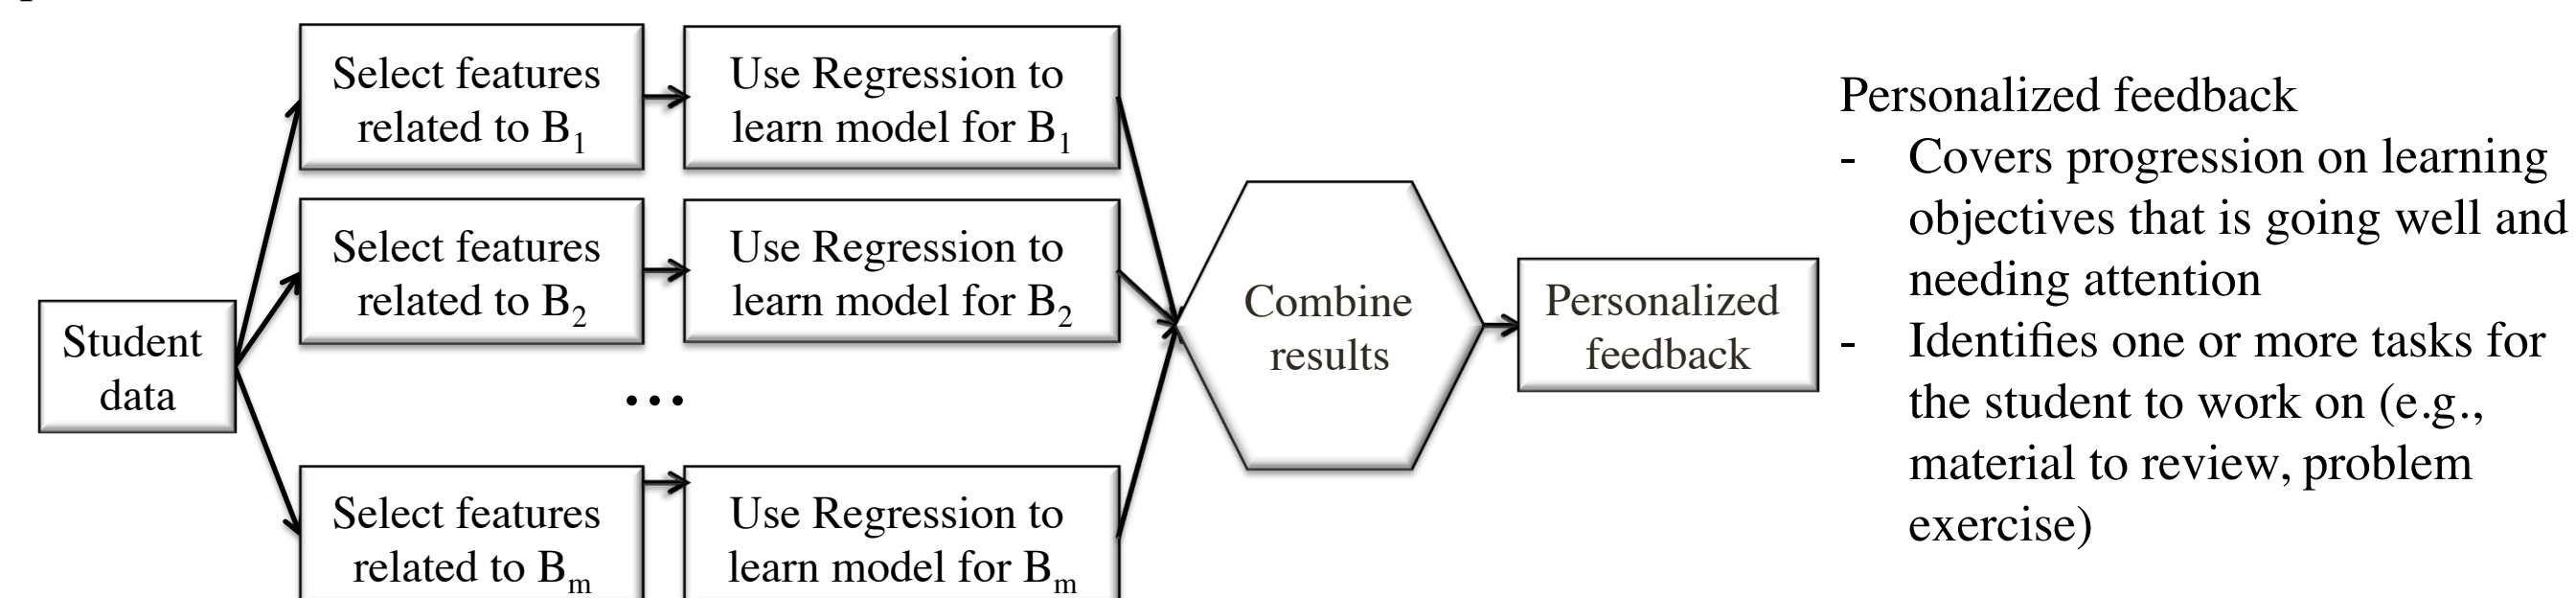 Select features
related to B₁
Use Regression to
learn model for B₁
Select features
related to B₂
Use Regression to
learn model for B₂
Student
data
...
Select features
related to Bₘ
Use Regression to
learn model for Bₘ
Combine
results
Personalized
feedback
Personalized feedback
- Covers progression on learning
objectives that is going well and
needing attention
- Identifies one or more tasks for
the student to work on (e.g.,
material to review, problem
exercise)